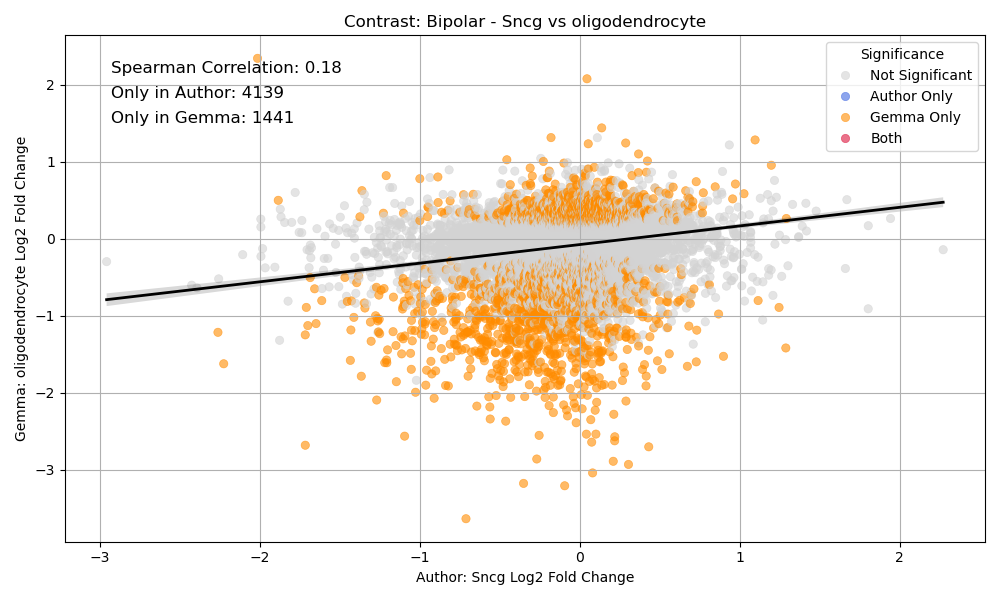 Contrast: Bipolar - Sncg vs oligodendrocyte
Spearman Correlation: 0.18
Only in Author: 4139
Only in Gemma: 1441
Significance
Not Significant
Author Only
Gemma Only
Both
Gemma: oligodendrocyte Log2 Fold Change
2
1
0
−1
−2
−3
−3 −2 −1 0 1 2
Author: Sncg Log2 Fold Change